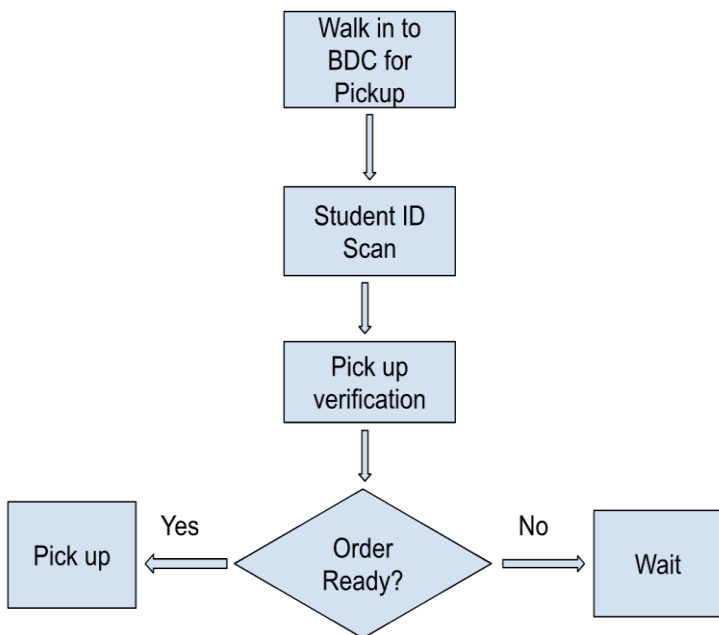 Walk in to
BDC for
Pickup
Student ID
Scan
Pick up
verification
Yes
No
Pick up
Order
Ready?
Wait